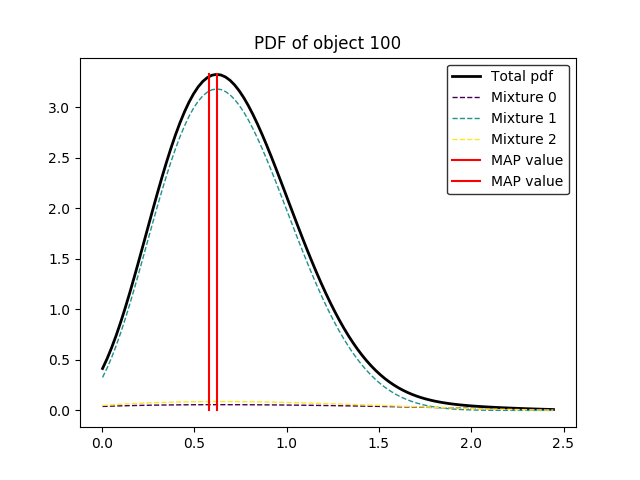 PDF of object 100
Total pdf
Mixture 0
Mixture 1
Mixture 2
MAP value
MAP value
3.0
2.5
2.0
1.5
1.0
0.5
0.0
0.0 0.5 1.0 1.5 2.0 2.5